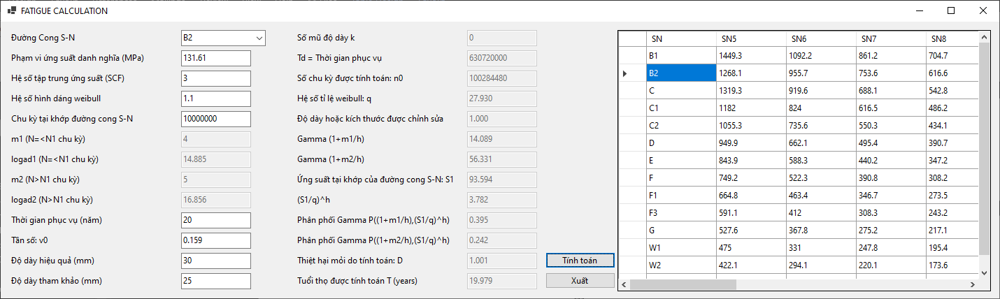 FATIGUE CALCULATION
Đường Cong S-N B2
Phạm vi ứng suất danh nghĩa (MPa) 131.61
Hệ số tập trung ứng suất (SCF) 3
Hệ số hình dáng weibull 1.1
Chu kỳ tại khớp đường cong S-N 10000000
m1 (N=<N1 chu kỳ) 4
logad1 (N=<N1 chu kỳ) 14.885
m2 (N>N1 chu kỳ) 5
logad2 (N>N1 chu kỳ) 16.856
Thời gian phục vụ (năm) 20
Tân số: v0 0.159
Độ dày hiệu quả (mm) 30
Độ dày tham khảo (mm) 25
Số mũ độ dày k 0
Td = Thời gian phục vụ 630720000
Số chu kỳ được tính toán: n0 100284480
Hệ số tỉ lệ weibull: q 27.930
Độ dày hoặc kích thước được chỉnh sửa 1.000
Gamma (1+m1/h) 14.089
Gamma (1+m2/h) 56.331
Ứng suất tại khớp của đường cong S-N: S1 93.594
(S1/q)^h 3.782
Phân phối Gamma P((1+m1/h),(S1/q)^h) 0.395
Phân phối Gamma P((1+m2/h),(S1/q)^h) 0.242
Thiệt hại mỏi do tính toán: D 1.001
Tuổi thọ được tính toán T (years) 19.979
Tính toán
Xuất
SN SN5 SN6 SN7 SN8
B1 1449.3 1092.2 861.2 704.7
B2 1268.1 955.7 753.6 616.6
C 1319.3 919.6 688.1 542.8
C1 1182 824 616.5 486.2
C2 1055.3 735.6 550.3 434.1
D 949.9 662.1 495.4 390.7
E 843.9 588.3 440.2 347.2
F 749.2 522.3 390.8 308.2
F1 664.8 463.4 346.7 273.5
F3 591.1 412 308.3 243.2
G 527.6 367.8 275.2 217.1
W1 475 331 247.8 195.4
W2 422.1 294.1 220.1 173.6